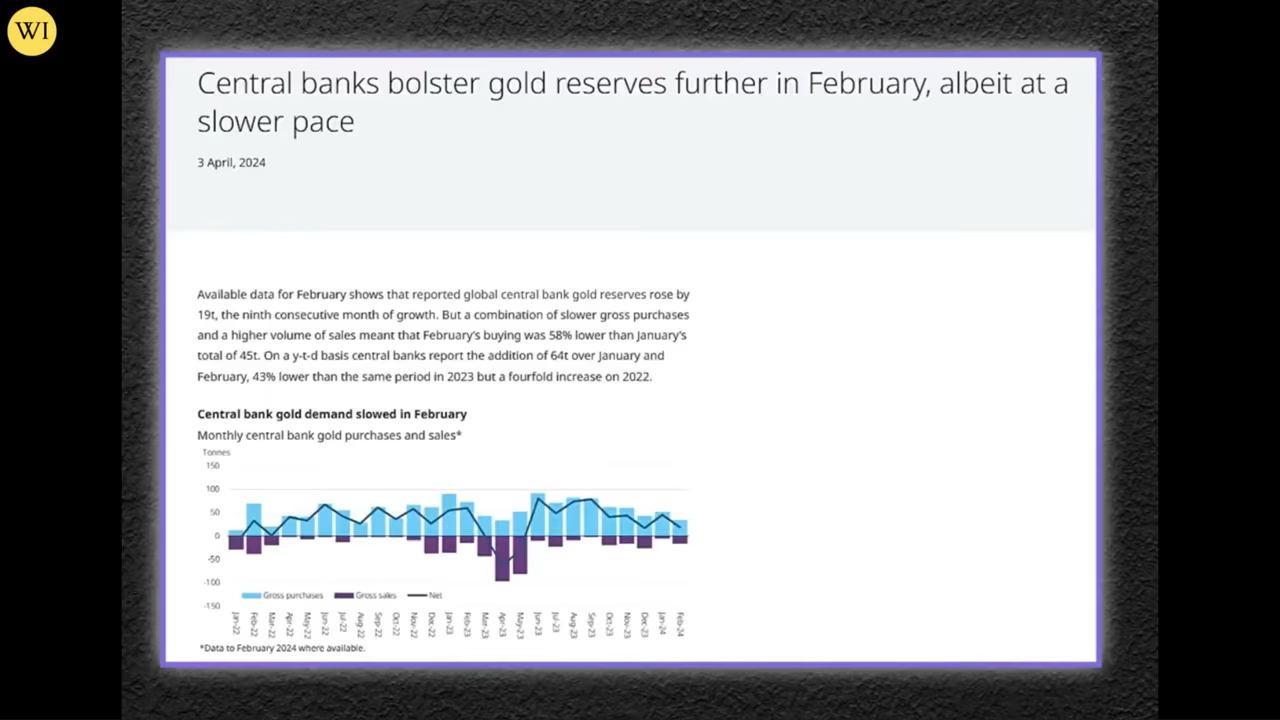 WI
Central banks bolster gold reserves further in February, albeit at a
slower pace
3 April, 2024
Available data for February shows that reported global central bank gold reserves rose by
19t, the ninth consecutive month of growth. But a combination of slower gross purchases
and a higher volume of sales meant that February's buying was 58% lower than January's
total of 45t. On a y-t-d basis central banks report the addition of 64t over January and
February, 43% lower than the same period in 2023 but a fourfold increase on 2022.
Central bank gold demand slowed in February
Monthly central bank gold purchases and sales*
Tonnes
150
100
50
0
-50
-100
-150
Gross purchases Gross sales Net
Jan-22 Feb-22 Mar-22 Apr-22 May-22 Jun-22 Jul-22 Aug-22 Sep-22 Oct-22 Nov-22 Dec-22 Jan-23 Feb-23 Mar-23 Apr-23 May-23 Jun-23 Jul-23 Aug-23 Sep-23 Oct-23 Nov-23 Dec-23 Jan-24 Feb-24
*Data to February 2024 where available.